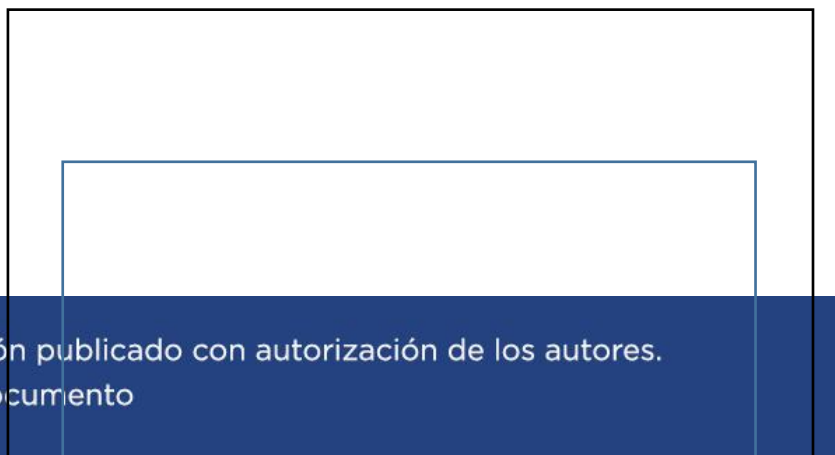 ón publicado con autorización de los autores.
ocumento